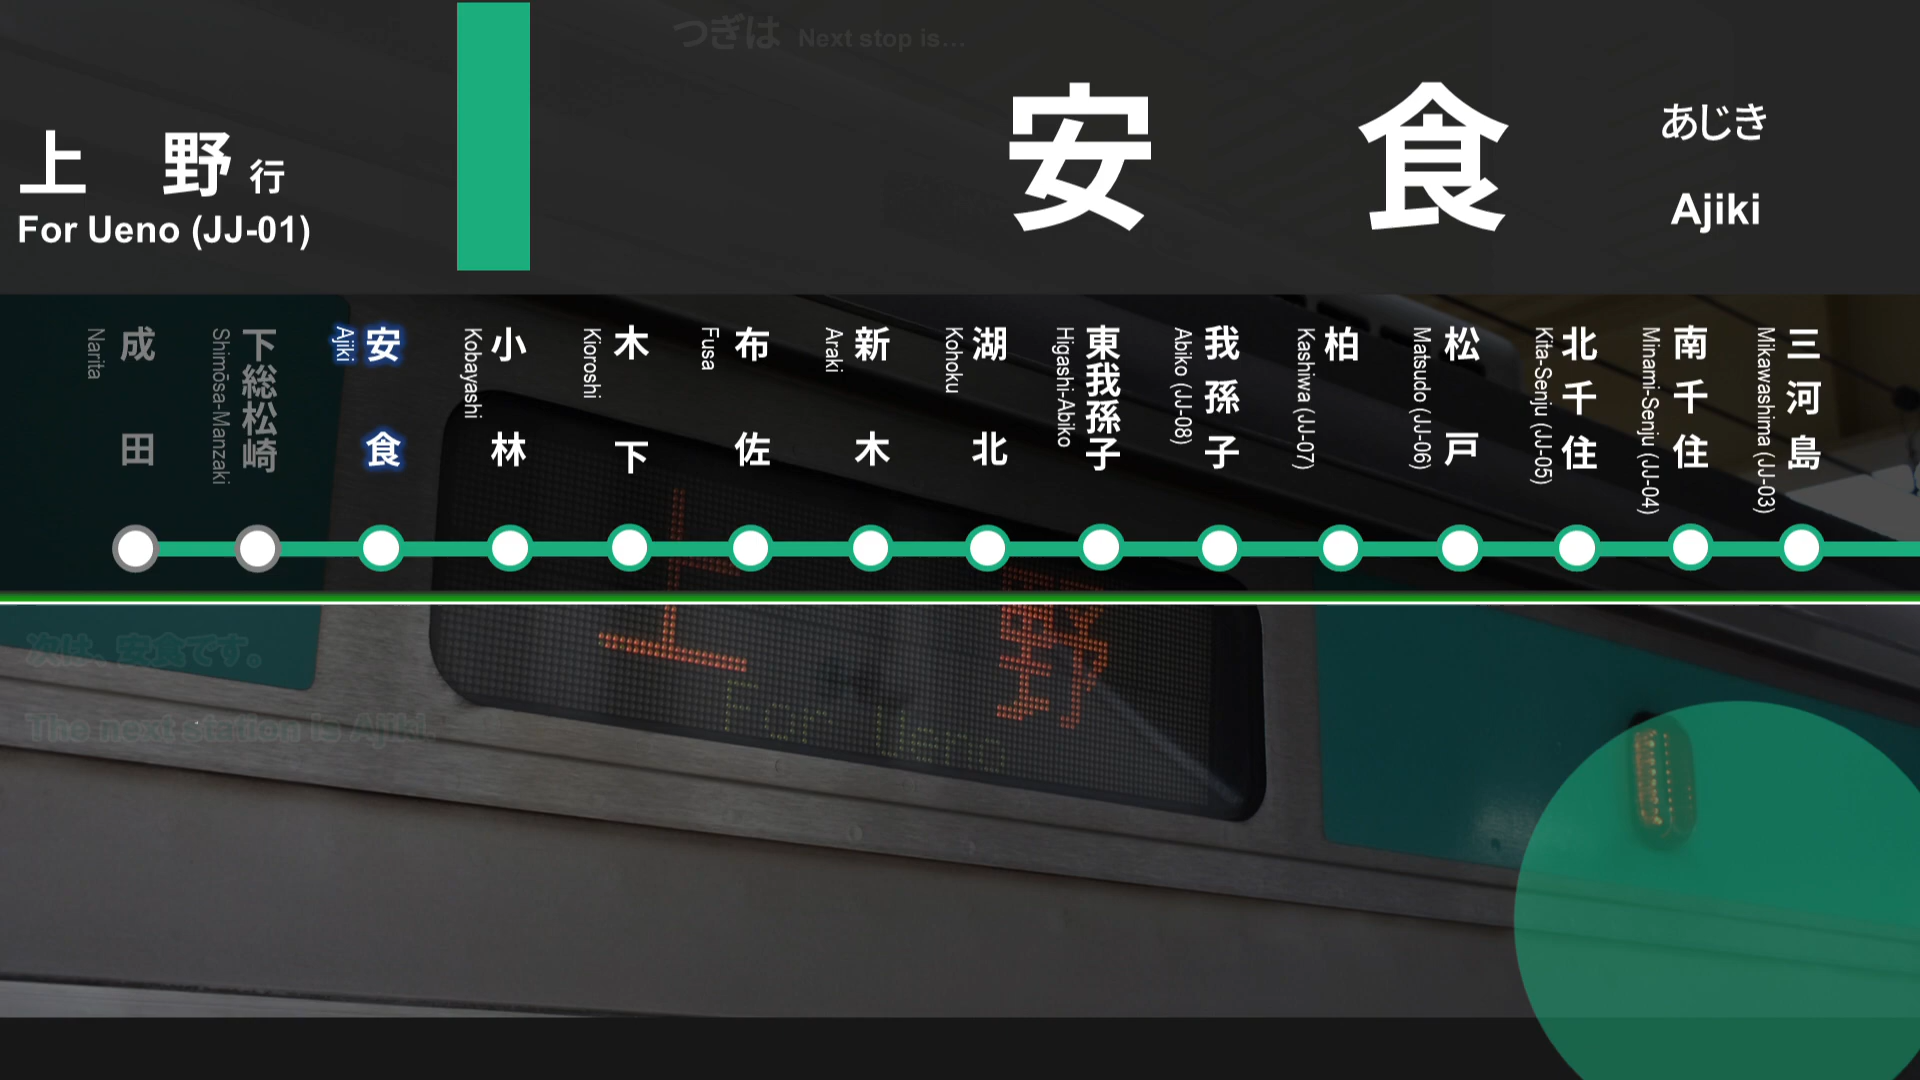 つぎは Next stop is...
上野行
For Ueno (JJ-01)
安食
あじき
Ajiki
成田
Narita
下総松崎
Shimōsa-Manzaki
安食
Ajiki
小林
Kobayashi
木下
Kioroshi
布佐
Fusa
新木
Araki
湖北
Kohoku
東我孫子
Higashi-Abiko
我孫子
Abiko (JJ-08)
柏
Kashiwa (JJ-07)
松戸
Matsudo (JJ-06)
北千住
Kita-Senju (JJ-05)
南千住
Minami-Senju (JJ-04)
三河島
Mikawashima (JJ-03)
上野
For Ueno
次は、安食です。
The next station is Ajiki.